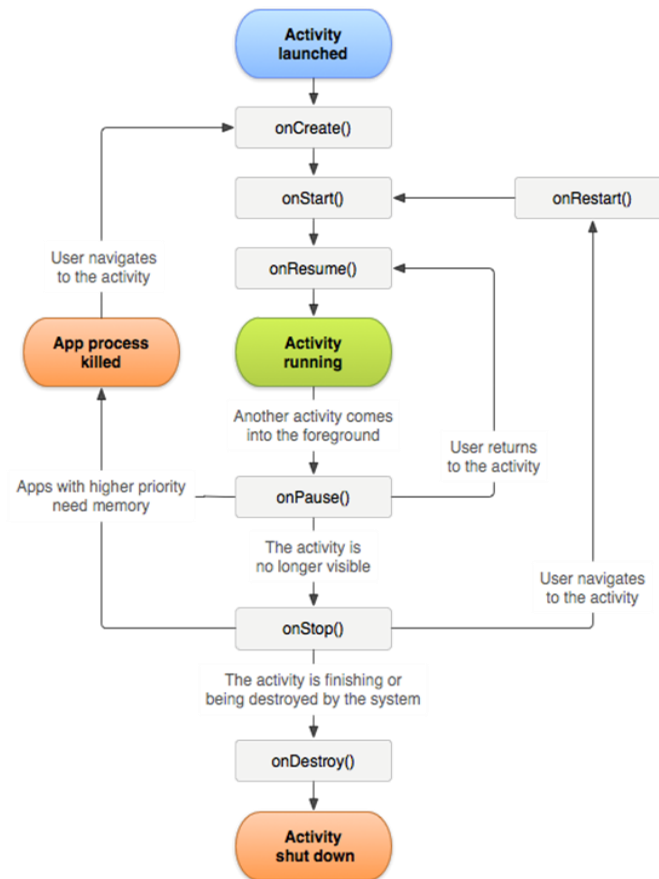 Activity
launched
onCreate()
onStart()
onRestart()
User navigates
to the activity
onResume()
App process
killed
Activity
running
Another activity comes
into the foreground
User returns
to the activity
Apps with higher priority
need memory
onPause()
The activity is
no longer visible
User navigates
to the activity
onStop()
The activity is finishing or
being destroyed by the system
onDestroy()
Activity
shut down